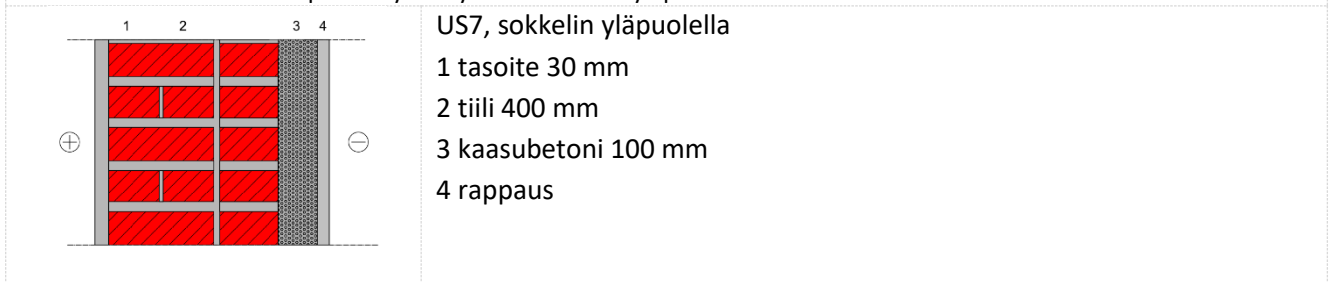 1 2 3 4
US7, sokkelin yläpuolella
1 tasoite 30 mm
2 tiili 400 mm
3 kaasubetoni 100 mm
4 rappaus
+
−